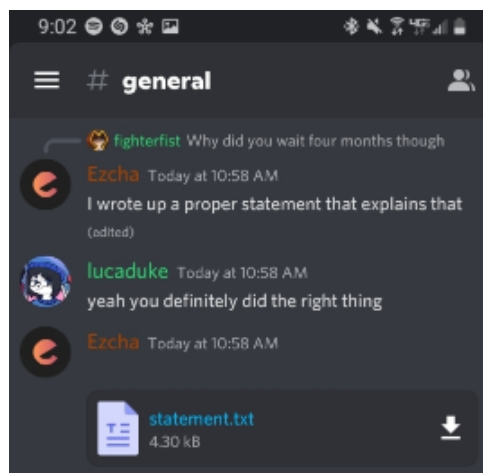 9:02
# general
fighterfist Why did you wait four months though
Ezcha Today at 10:58 AM
I wrote up a proper statement that explains that
(edited)
lucaduke Today at 10:58 AM
yeah you definitely did the right thing
Ezcha Today at 10:58 AM
statement.txt
4.30 kB